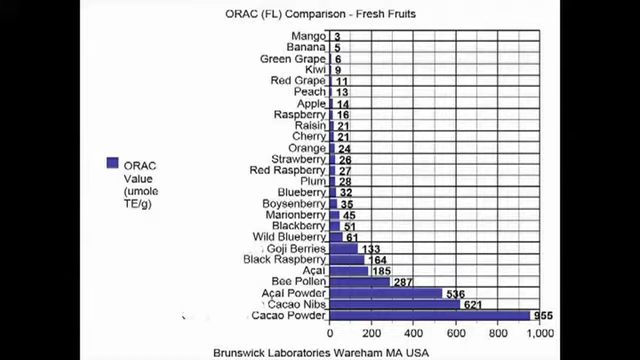 ORAC (FL) Comparison - Fresh Fruits
Mango 3
Banana 5
Green Grape 6
Kiwi 9
Red Grape 11
Peach 13
Apple 14
Raspberry 16
Raisin 21
Cherry 21
Orange 24
Strawberry 26
Red Raspberry 27
Plum 28
Blueberry 32
Boysenberry 35
Marionberry 45
Blackberry 51
Wild Blueberry 61
Goji Berries 133
Black Raspberry 164
Açaí 185
Bee Pollen 287
Açaí Powder 536
Cacao Nibs 621
Cacao Powder 955
ORAC
Value
(umole
TE/g)
0 200 400 600 800 1,000
Brunswick Laboratories Wareham MA USA